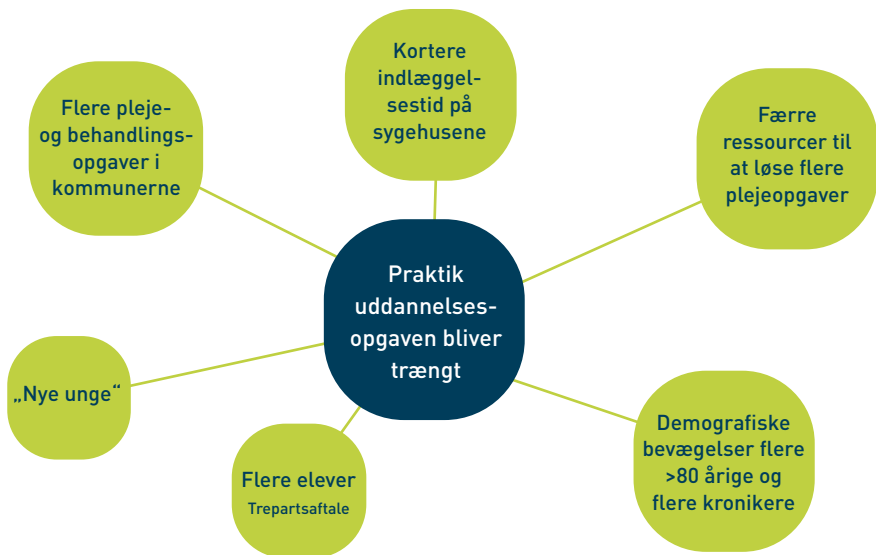 Kortere
indlæggel-
sestid på
sygehusene
Flere pleje-
og behandlings-
opgaver i
kommunerne
Færre
ressourcer til
at løse flere
plejeopgaver
Praktik
uddannelses-
opgaven bliver
trængt
„Nye unge“
Flere elever
Trepartsaftale
Demografiske
bevægelser flere
>80 årige og
flere kronikere